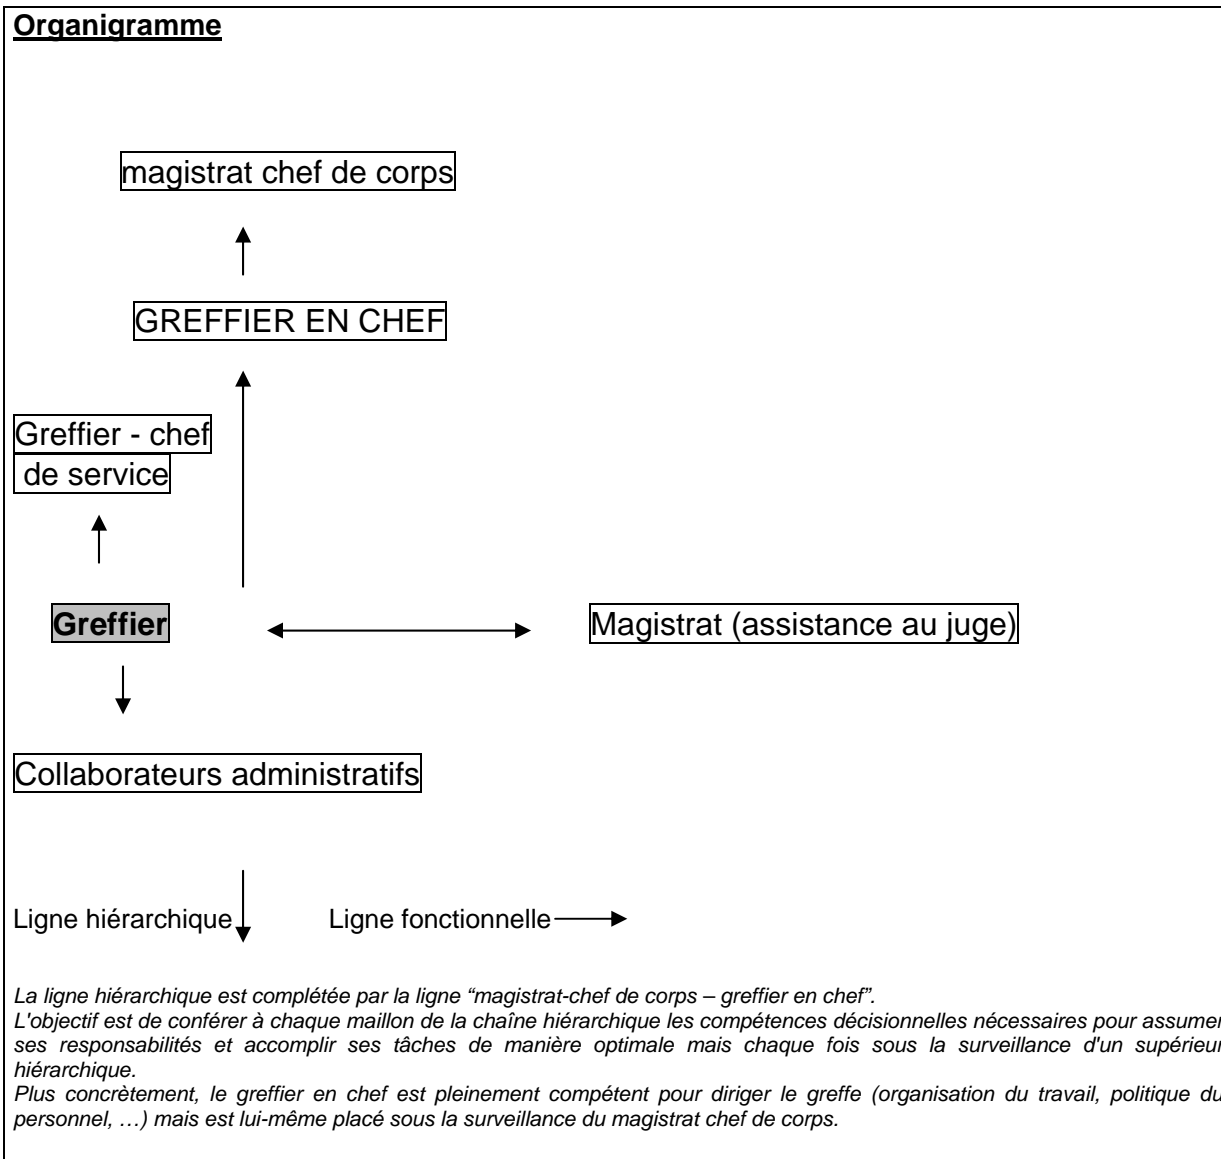 Organigramme
magistrat chef de corps
GREFFIER EN CHEF
Greffier - chef
de service
Greffier
Magistrat (assistance au juge)
Collaborateurs administratifs
Ligne hiérarchique
Ligne fonctionnelle
La ligne hiérarchique est complétée par la ligne “magistrat-chef de corps – greffier en chef”.
L'objectif est de conférer à chaque maillon de la chaîne hiérarchique les compétences décisionnelles nécessaires pour assumer
ses responsabilités et accomplir ses tâches de manière optimale mais chaque fois sous la surveillance d'un supérieur
hiérarchique.
Plus concrètement, le greffier en chef est pleinement compétent pour diriger le greffe (organisation du travail, politique du
personnel, …) mais est lui-même placé sous la surveillance du magistrat chef de corps.